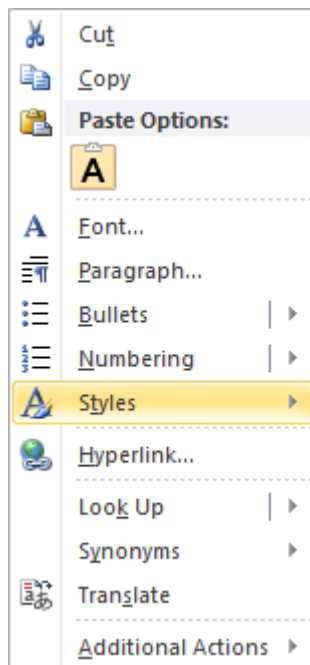 Cut
Copy
Paste Options:
A
Font...
Paragraph...
Bullets
Numbering
Styles
Hyperlink...
Look Up
Synonyms
Translate
Additional Actions